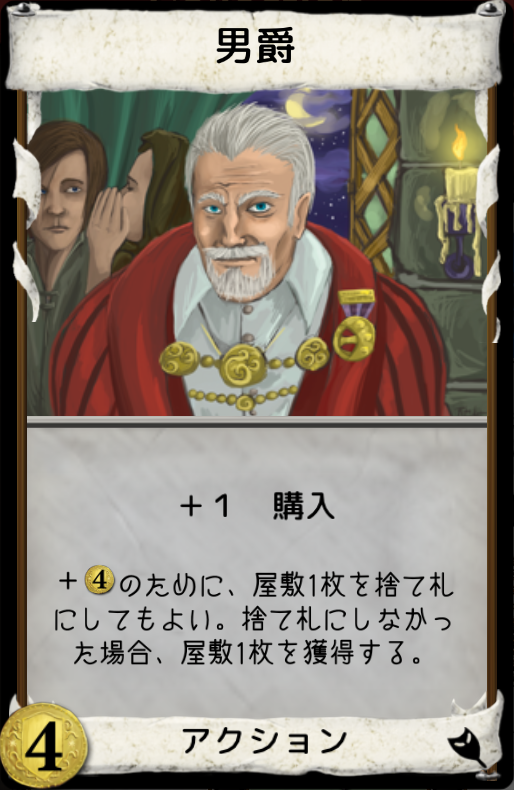 男爵
＋１　購入
＋4のために、屋敷1枚を捨て札
にしてもよい。捨て札にしなかっ
た場合、屋敷1枚を獲得する。
4
アクション